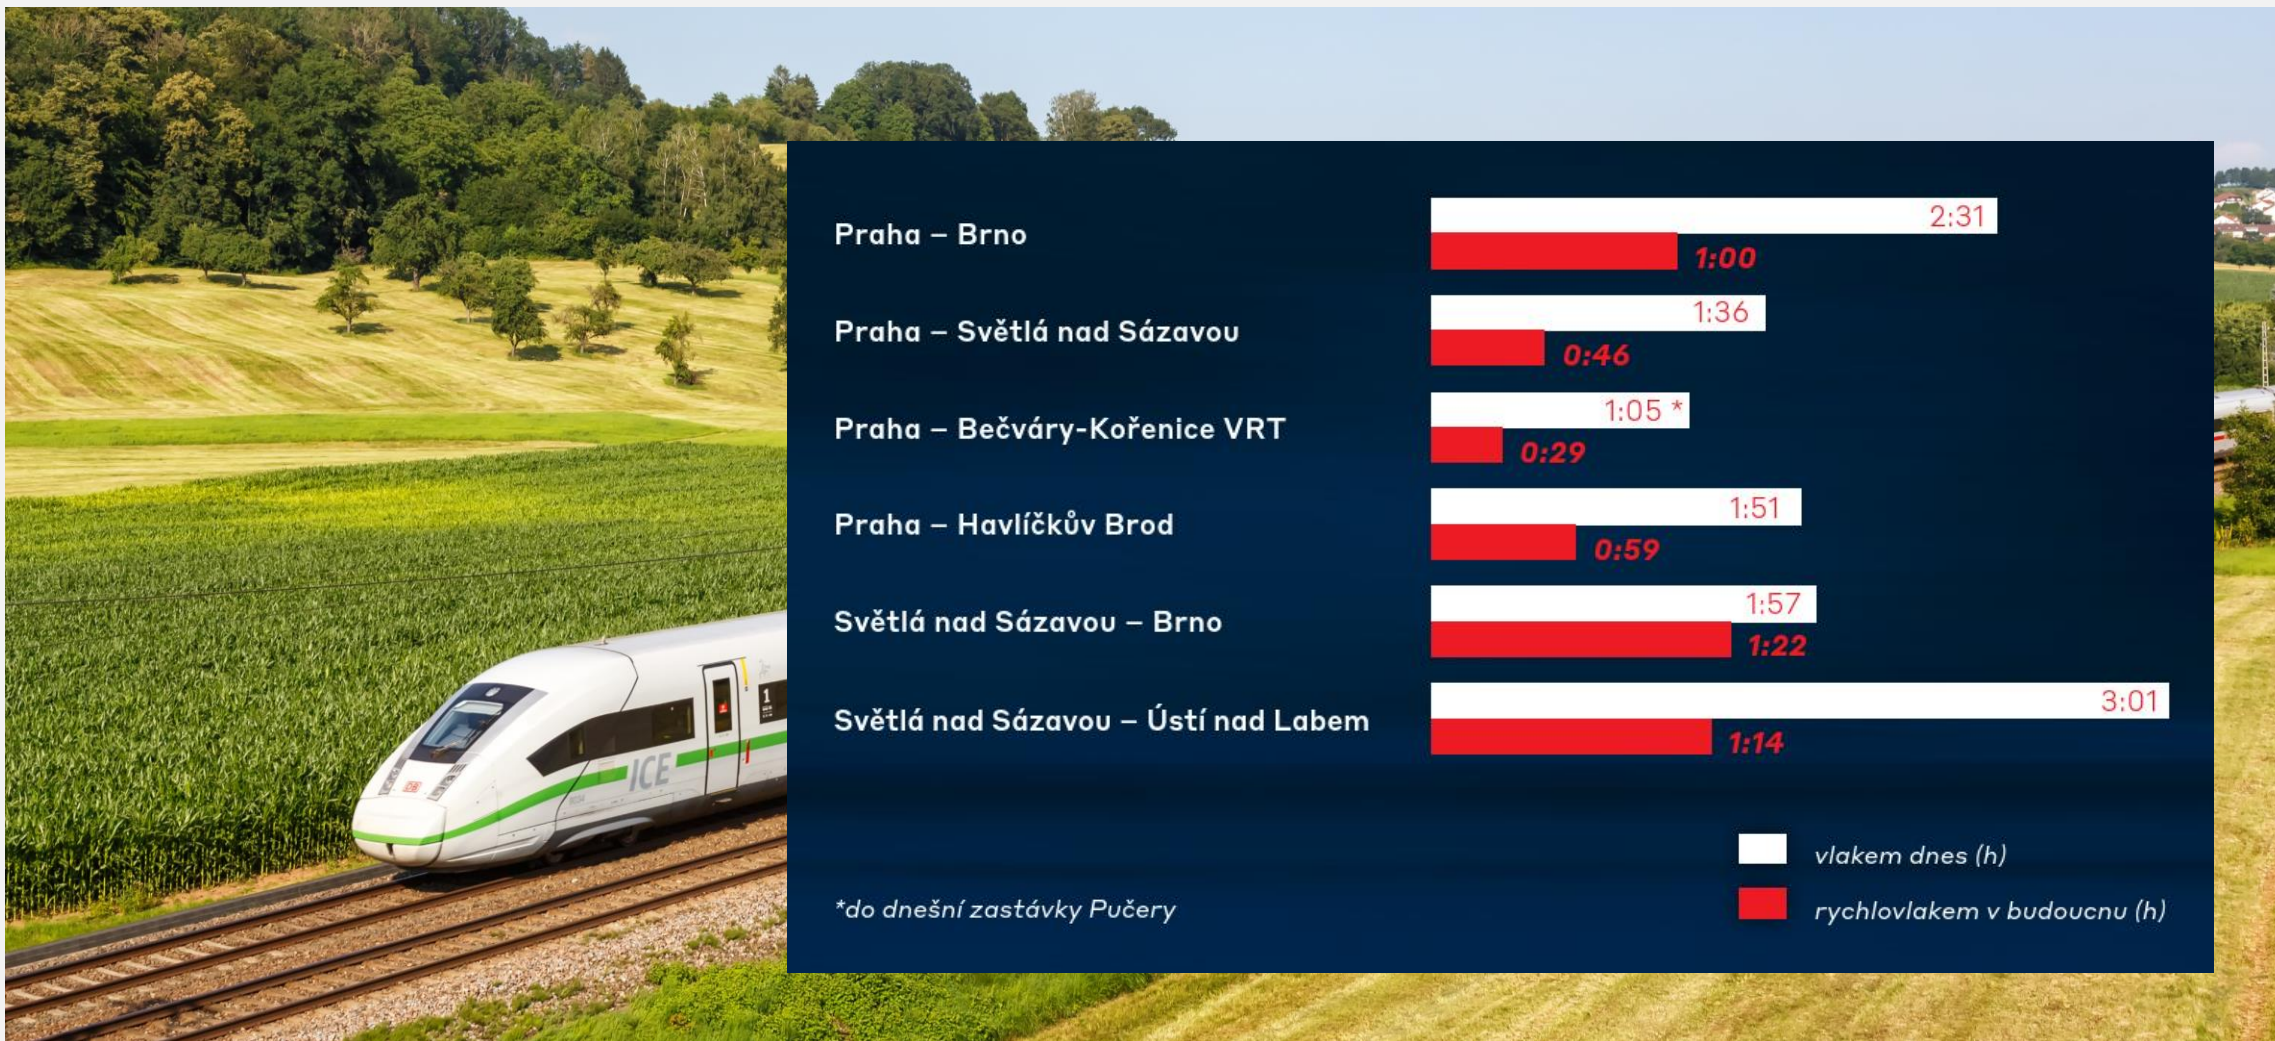 Praha – Brno
2:31
1:00
Praha – Světlá nad Sázavou
1:36
0:46
Praha – Bečváry-Kořenice VRT
1:05 *
0:29
Praha – Havlíčkův Brod
1:51
0:59
Světlá nad Sázavou – Brno
1:57
1:22
Světlá nad Sázavou – Ústí nad Labem
3:01
1:14
vlakem dnes (h)
rychlovlakem v budoucnu (h)
*do dnešní zastávky Pučery
ICE
DB
1